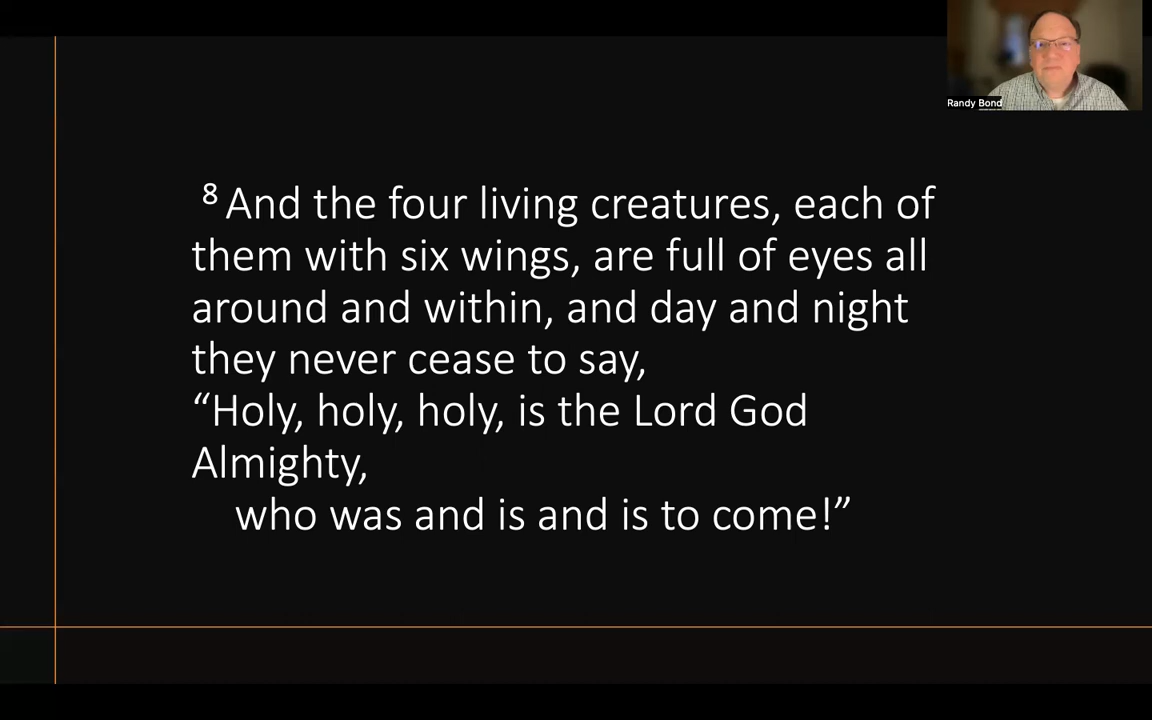 Randy Bond
8 And the four living creatures, each of
them with six wings, are full of eyes all
around and within, and day and night
they never cease to say,
“Holy, holy, holy, is the Lord God
Almighty,
who was and is and is to come!”